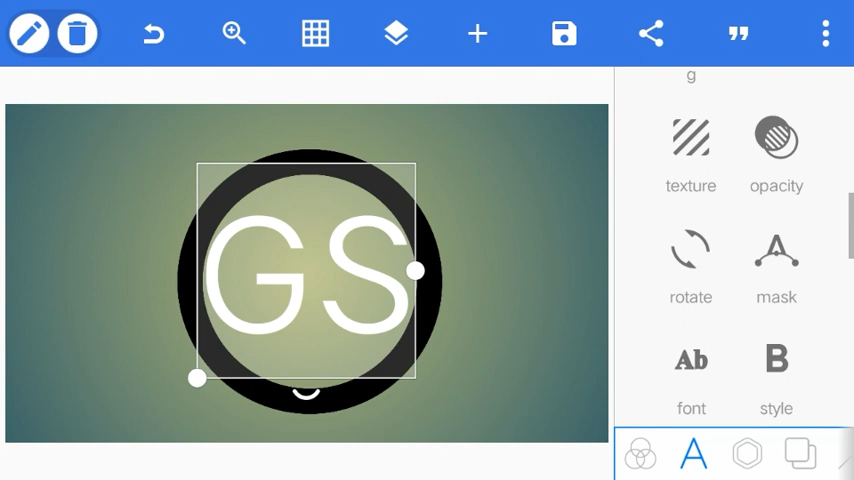 g
texture opacity
GS
rotate mask
Ab B
font style
A